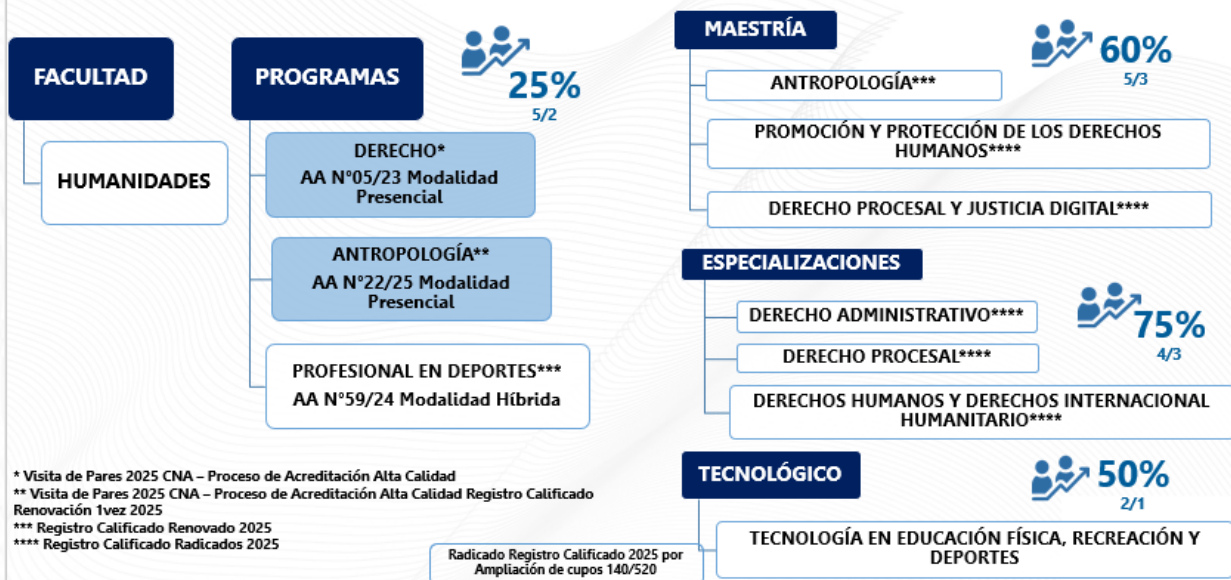 FACULTAD
HUMANIDADES
PROGRAMAS
25%
5/2
DERECHO*
AA N°05/23 Modalidad
Presencial
ANTROPOLOGÍA**
AA N°22/25 Modalidad
Presencial
PROFESIONAL EN DEPORTES***
AA N°59/24 Modalidad Híbrida
* Visita de Pares 2025 CNA – Proceso de Acreditación Alta Calidad
** Visita de Pares 2025 CNA – Proceso de Acreditación Alta Calidad Registro Calificado
Renovación 1vez 2025
*** Registro Calificado Renovado 2025
**** Registro Calificado Radicados 2025
MAESTRÍA
60%
5/3
ANTROPOLOGÍA***
PROMOCIÓN Y PROTECCIÓN DE LOS DERECHOS
HUMANOS****
DERECHO PROCESAL Y JUSTICIA DIGITAL****
ESPECIALIZACIONES
75%
4/3
DERECHO ADMINISTRATIVO****
DERECHO PROCESAL****
DERECHOS HUMANOS Y DERECHOS INTERNACIONAL
HUMANITARIO****
TECNOLÓGICO
50%
2/1
TECNOLOGÍA EN EDUCACIÓN FÍSICA, RECREACIÓN Y
DEPORTES
Radicado Registro Calificado 2025 por
Ampliación de cupos 140/520